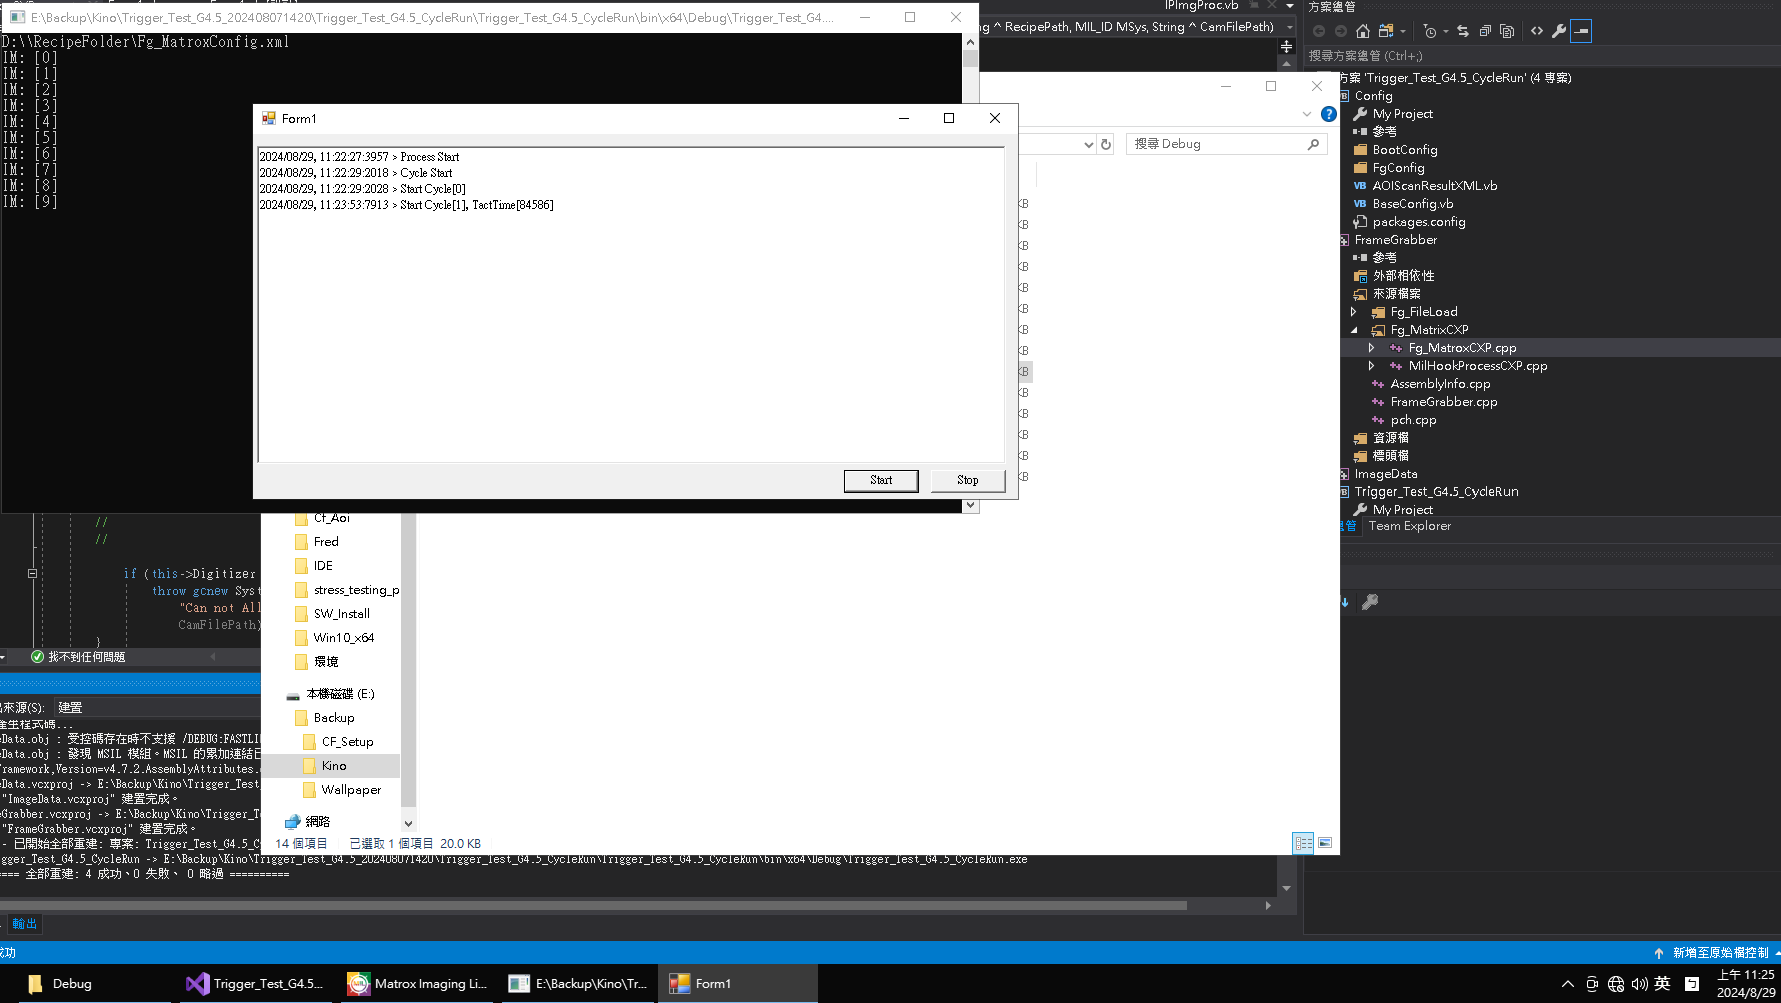 E:\Backup\Kino\Trigger_Test_G4.5_202408071420\Trigger_Test_G4.5_CycleRun\Trigger_Test_G4.5_CycleRun\bin\x64\Debug\Trigger_Test_G4....
D:\\RecipeFolder\Fg_MatroxConfig.xml
IM: [0]
IM: [1]
IM: [2]
IM: [3]
IM: [4]
IM: [5]
IM: [6]
IM: [7]
IM: [8]
IM: [9]
Form1
2024/08/29, 11:22:27:3957 > Process Start
2024/08/29, 11:22:29:2018 > Cycle Start
2024/08/29, 11:22:29:2028 > Start Cycle[0]
2024/08/29, 11:23:53:7913 > Start Cycle[1], TactTime[84586]
Start
Stop
IPImgProc.vb
^ RecipePath, MIL_ID MSys, String ^ CamFilePath)
搜尋 Debug
方案總管
搜尋方案總管 (Ctrl+;)
方案 'Trigger_Test_G4.5_CycleRun' (4 專案)
Config
My Project
參考
BootConfig
FgConfig
AOIScanResultXML.vb
BaseConfig.vb
packages.config
FrameGrabber
參考
外部相依性
來源檔案
Fg_FileLoad
Fg_MatrixCXP
Fg_MatroxCXP.cpp
MilHookProcessCXP.cpp
AssemblyInfo.cpp
FrameGrabber.cpp
pch.cpp
資源檔
標頭檔
ImageData
Trigger_Test_G4.5_CycleRun
My Project
Team Explorer
//
//
if (this->Digitizer
throw gcnew Syst
"Can not All
CamFilePath)
}
找不到任何問題
Cf_Aoi
Fred
IDE
stress_testing_p
SW_Install
Win10_x64
環境
本機磁碟 (E:)
Backup
CF_Setup
Kino
Wallpaper
網路
14 個項目 已選取 1 個項目 20.0 KB
來源(S): 建置
產生程式碼...
eData.obj : 受控碼存在時不支援 /DEBUG:FASTLI
eData.obj : 發現 MSIL 模組。MSIL 的累加連結已
ramework,Version=v4.7.2.AssemblyAttributes.
eData.vcxproj -> E:\Backup\Kino\Trigger_Test
"ImageData.vcxproj" 建置完成。
eGrabber.vcxproj -> E:\Backup\Kino\Trigger_T
"FrameGrabber.vcxproj" 建置完成。
- 已開始全部重建: 專案: Trigger_Test_G4.5_C
gger_Test_G4.5_CycleRun -> E:\Backup\Kino\Trigger_Test_G4.5_202408071420\Trigger_Test_G4.5_CycleRun\Trigger_Test_G4.5_CycleRun\bin\x64\Debug\Trigger_Test_G4.5_CycleRun.exe
==== 全部重建: 4 成功、0 失敗、 0 略過 ==========
輸出
成功
新增至原始檔控制
Debug
Trigger_Test_G4.5...
Matrox Imaging Li...
E:\Backup\Kino\Tr...
Form1
英
上午 11:25
2024/8/29